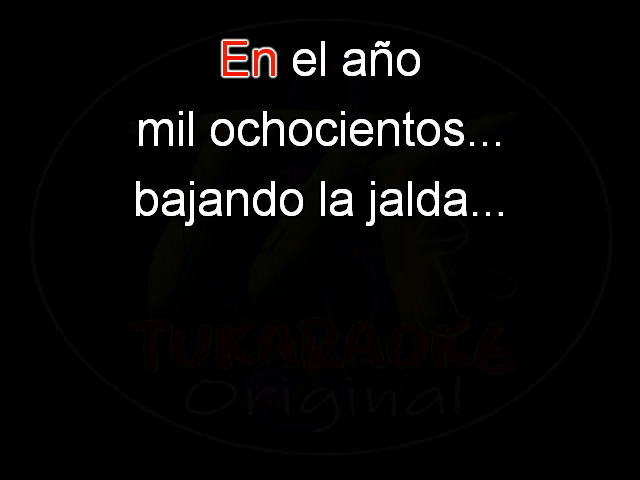 En el año
mil ochocientos...
bajando la jalda...
TUKARAOKE
Original